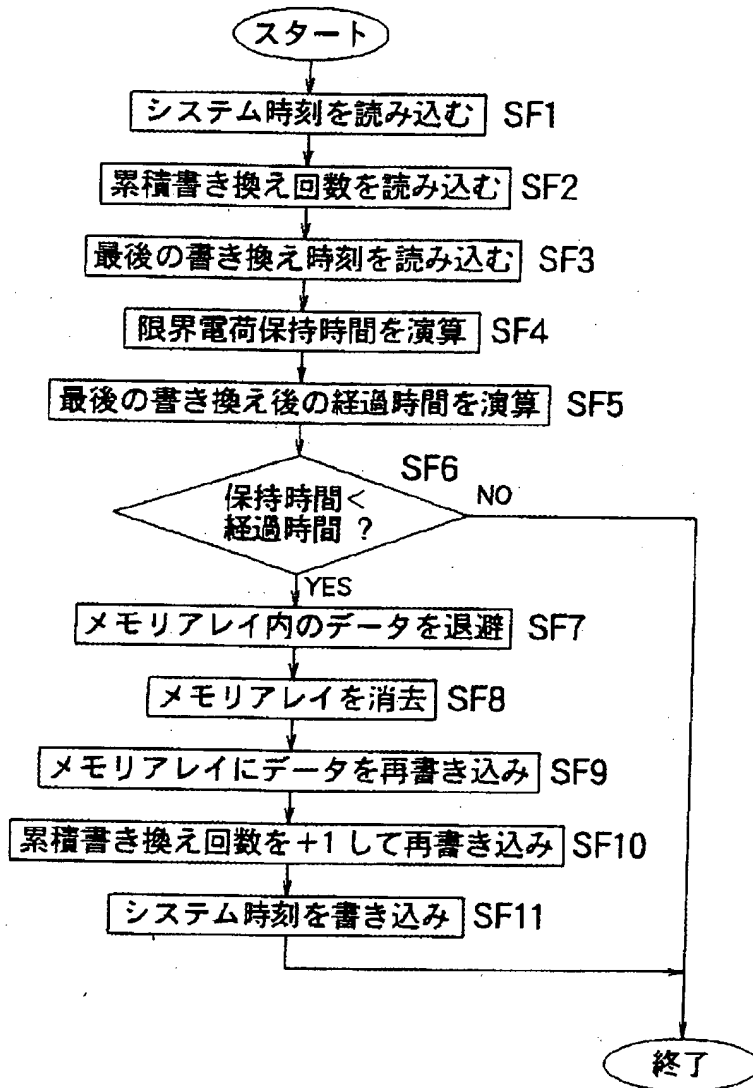 スタート
システム時刻を読み込む SF1
累積書き換え回数を読み込む SF2
最後の書き換え時刻を読み込む SF3
限界電荷保持時間を演算 SF4
最後の書き換え後の経過時間を演算 SF5
SF6
保持時間<
経過時間 ?
NO
YES
メモリアレイ内のデータを退避 SF7
メモリアレイを消去 SF8
メモリアレイにデータを再書き込み SF9
累積書き換え回数を+1して再書き込み SF10
システム時刻を書き込み SF11
終了